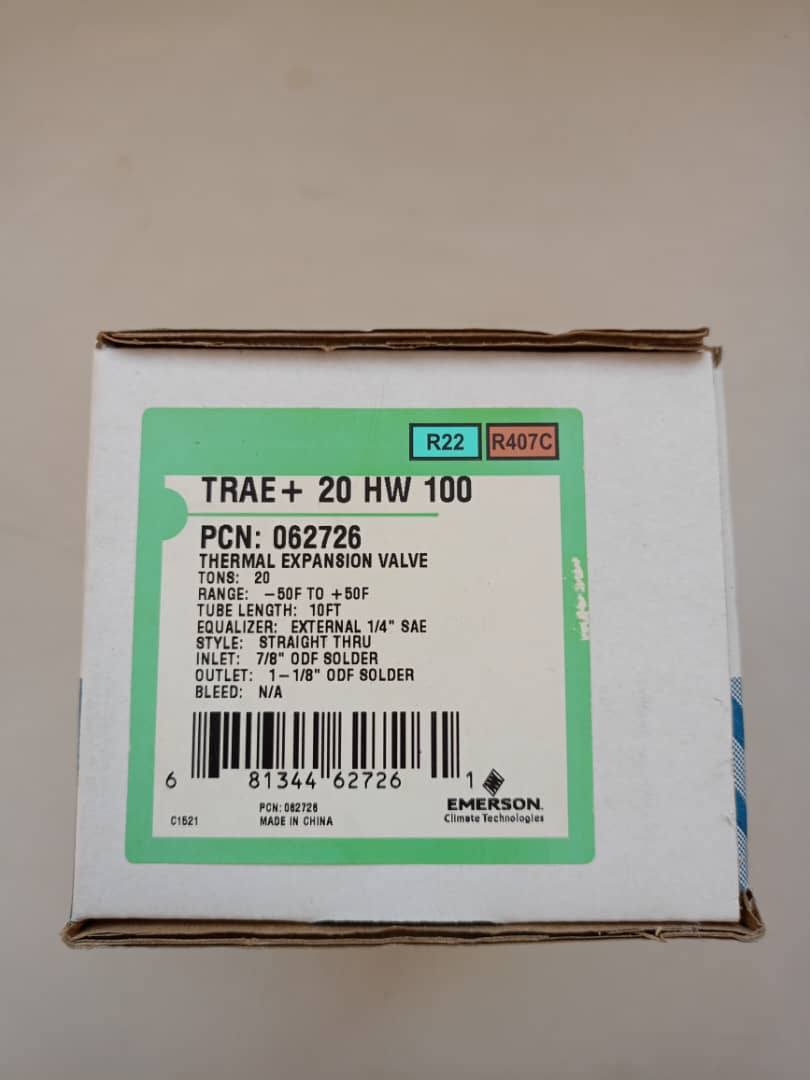 R22 R407C
TRAE+ 20 HW 100
PCN: 062726
THERMAL EXPANSION VALVE
TONS: 20
RANGE: -50F TO +50F
TUBE LENGTH: 10FT
EQUALIZER: EXTERNAL 1/4" SAE
STYLE: STRAIGHT THRU
INLET: 7/8" ODF SOLDER
OUTLET: 1-1/8" ODF SOLDER
BLEED: N/A
6 81344 62726 1
EMERSON.
Climate Technologies
PCN: 062726
C1521 MADE IN CHINA